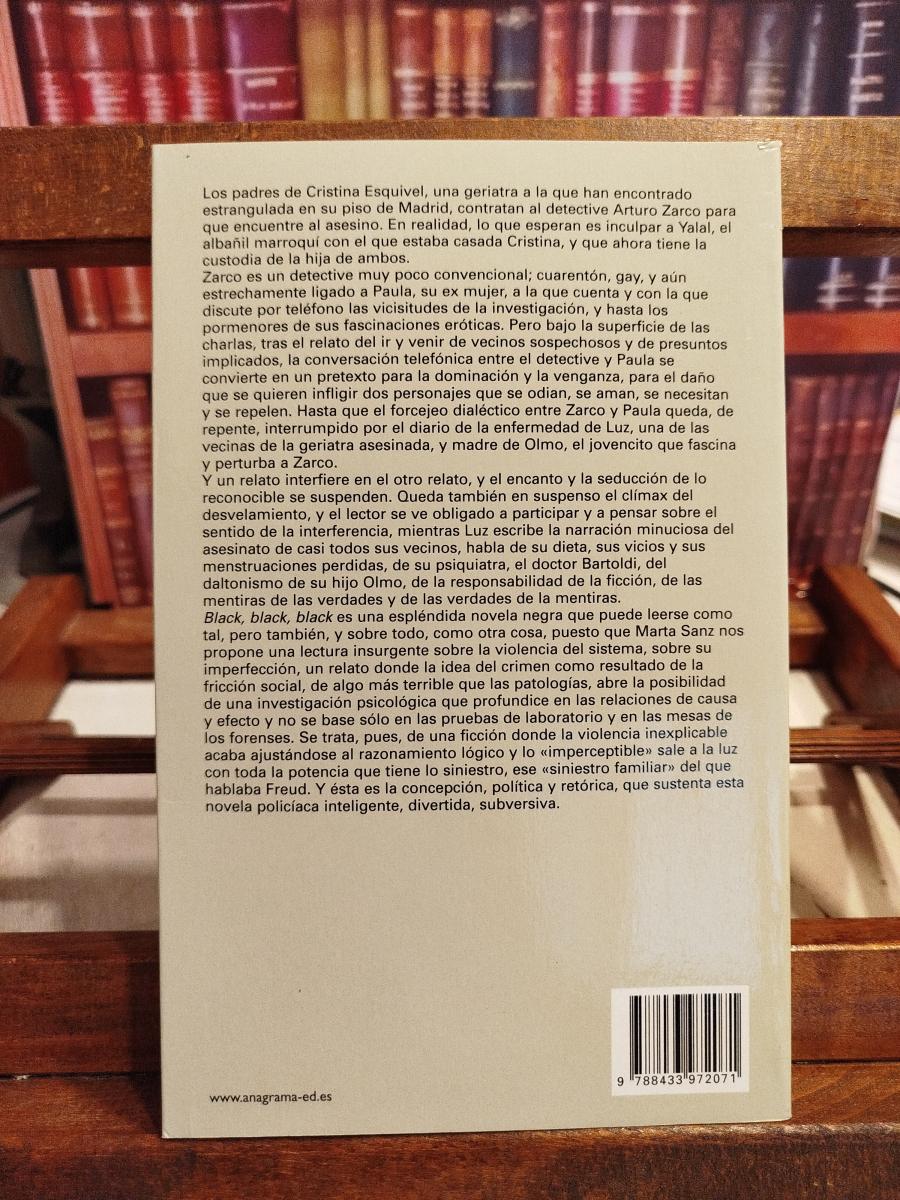 Los padres de Cristina Esquivel, una geriatra a la que han encontrado
estrangulada en su piso de Madrid, contratan al detective Arturo Zarco para
que encuentre al asesino. En realidad, lo que esperan es inculpar a Yalal, el
albañil marroquí con el que estaba casada Cristina, y que ahora tiene la
custodia de la hija de ambos.
Zarco es un detective muy poco convencional; cuarentón, gay, y aún
estrechamente ligado a Paula, su ex mujer, a la que cuenta y con la que
discute por teléfono las vicisitudes de la investigación, y hasta los
pormenores de sus fascinaciones eróticas. Pero bajo la superficie de las
charlas, tras el relato del ir y venir de vecinos sospechosos y de presuntos
implicados, la conversación telefónica entre el detective y Paula se
convierte en un pretexto para la dominación y la venganza, para el daño
que se quieren infligir dos personajes que se odian, se aman, se necesitan
y se repelen. Hasta que el forcejeo dialéctico entre Zarco y Paula queda, de
repente, interrumpido por el diario de la enfermedad de Luz, una de las
vecinas de la geriatra asesinada, y madre de Olmo, el jovencito que fascina
y perturba a Zarco.
Y un relato interfiere en el otro relato, y el encanto y la seducción de lo
reconocible se suspenden. Queda también en suspenso el clímax del
desvelamiento, y el lector se ve obligado a participar y a pensar sobre el
sentido de la interferencia, mientras Luz escribe la narración minuciosa del
asesinato de casi todos sus vecinos, habla de su dieta, sus vicios y sus
menstruaciones perdidas, de su psiquiatra, el doctor Bartoldi, del
daltonismo de su hijo Olmo, de la responsabilidad de la ficción, de las
mentiras de las verdades y de las verdades de la mentiras.
Black, black, black es una espléndida novela negra que puede leerse como
tal, pero también, y sobre todo, como otra cosa, puesto que Marta Sanz nos
propone una lectura insurgente sobre la violencia del sistema, sobre su
imperfección, un relato donde la idea del crimen como resultado de la
fricción social, de algo más terrible que las patologías, abre la posibilidad
de una investigación psicológica que profundice en las relaciones de causa
y efecto y no se base sólo en las pruebas de laboratorio y en las mesas de
los forenses. Se trata, pues, de una ficción donde la violencia inexplicable
acaba ajustándose al razonamiento lógico y lo «imperceptible» sale a la luz
con toda la potencia que tiene lo siniestro, ese «siniestro familiar» del que
hablaba Freud. Y ésta es la concepción, política y retórica, que sustenta esta
novela policíaca inteligente, divertida, subversiva.
9 788433 972071
www.anagrama-ed.es